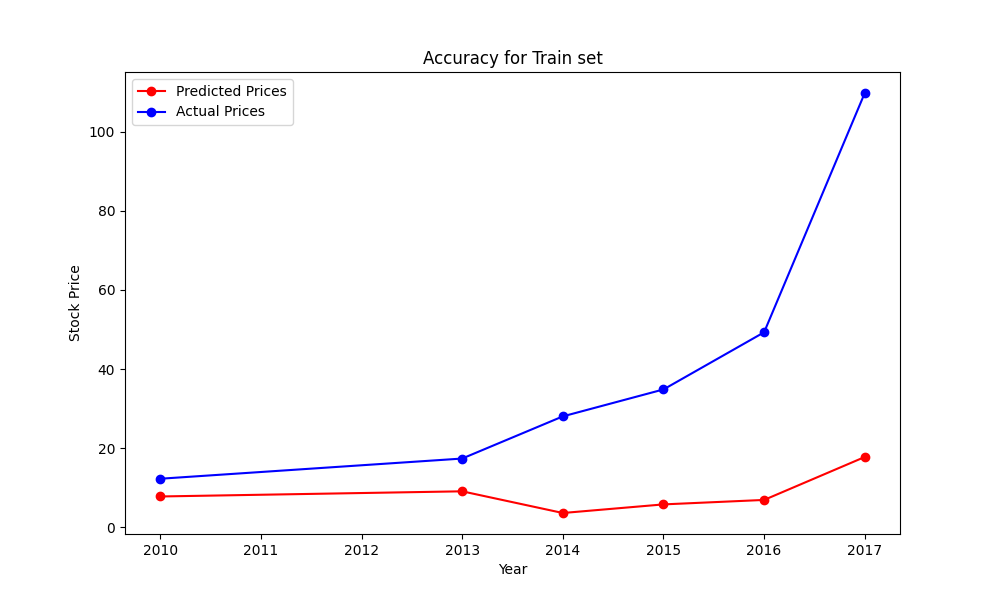 Accuracy for Train set
Predicted Prices
Actual Prices
100
80
60
40
20
0
Stock Price
2010 2011 2012 2013 2014 2015 2016 2017
Year